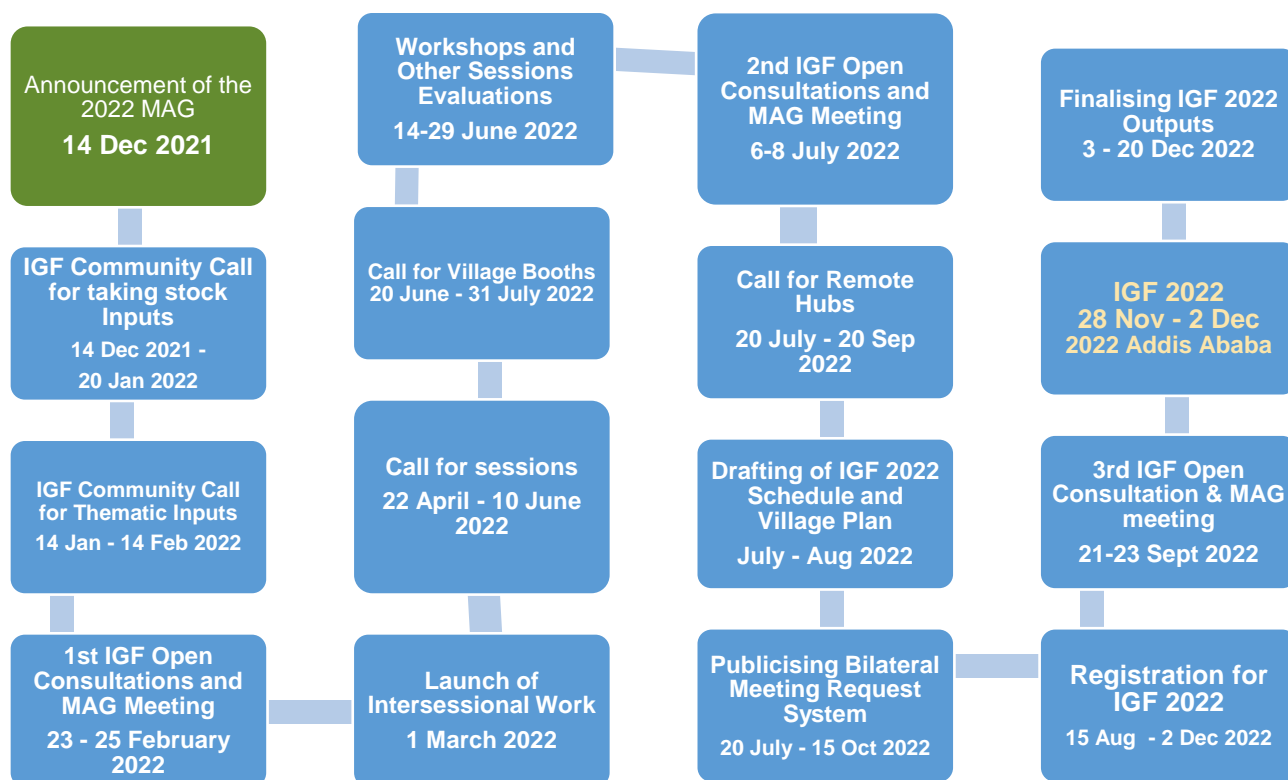 Announcement of the
2022 MAG
14 Dec 2021
IGF Community Call
for taking stock
Inputs
14 Dec 2021 -
20 Jan 2022
IGF Community Call
for Thematic Inputs
14 Jan - 14 Feb 2022
1st IGF Open
Consultations and
MAG Meeting
23 - 25 February
2022
Launch of
Intersessional Work
1 March 2022
Call for sessions
22 April - 10 June
2022
Call for Village Booths
20 June - 31 July 2022
Workshops and
Other Sessions
Evaluations
14-29 June 2022
2nd IGF Open
Consultations and
MAG Meeting
6-8 July 2022
Call for Remote
Hubs
20 July - 20 Sep
2022
Drafting of IGF 2022
Schedule and
Village Plan
July - Aug 2022
Publicising Bilateral
Meeting Request
System
20 July - 15 Oct 2022
Registration for
IGF 2022
15 Aug - 2 Dec 2022
3rd IGF Open
Consultation & MAG
meeting
21-23 Sept 2022
IGF 2022
28 Nov - 2 Dec
2022 Addis Ababa
Finalising IGF 2022
Outputs
3 - 20 Dec 2022